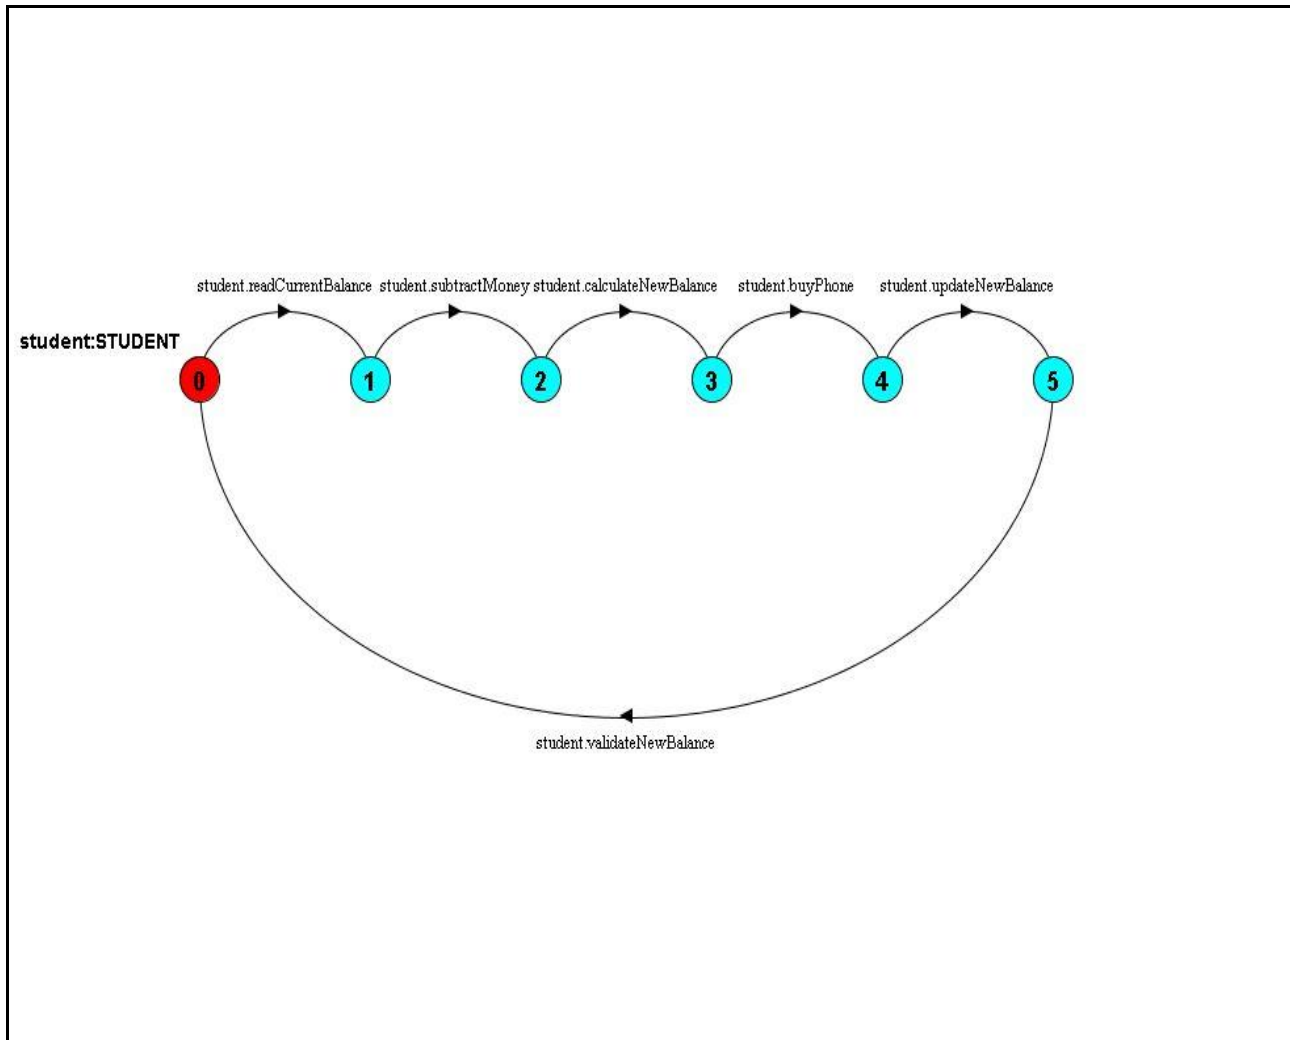 student.readCurrentBalance student.subtractMoney student.calculateNewBalance student.buyPhone student.updateNewBalance
student:STUDENT
0 1 2 3 4 5
student.validateNewBalance